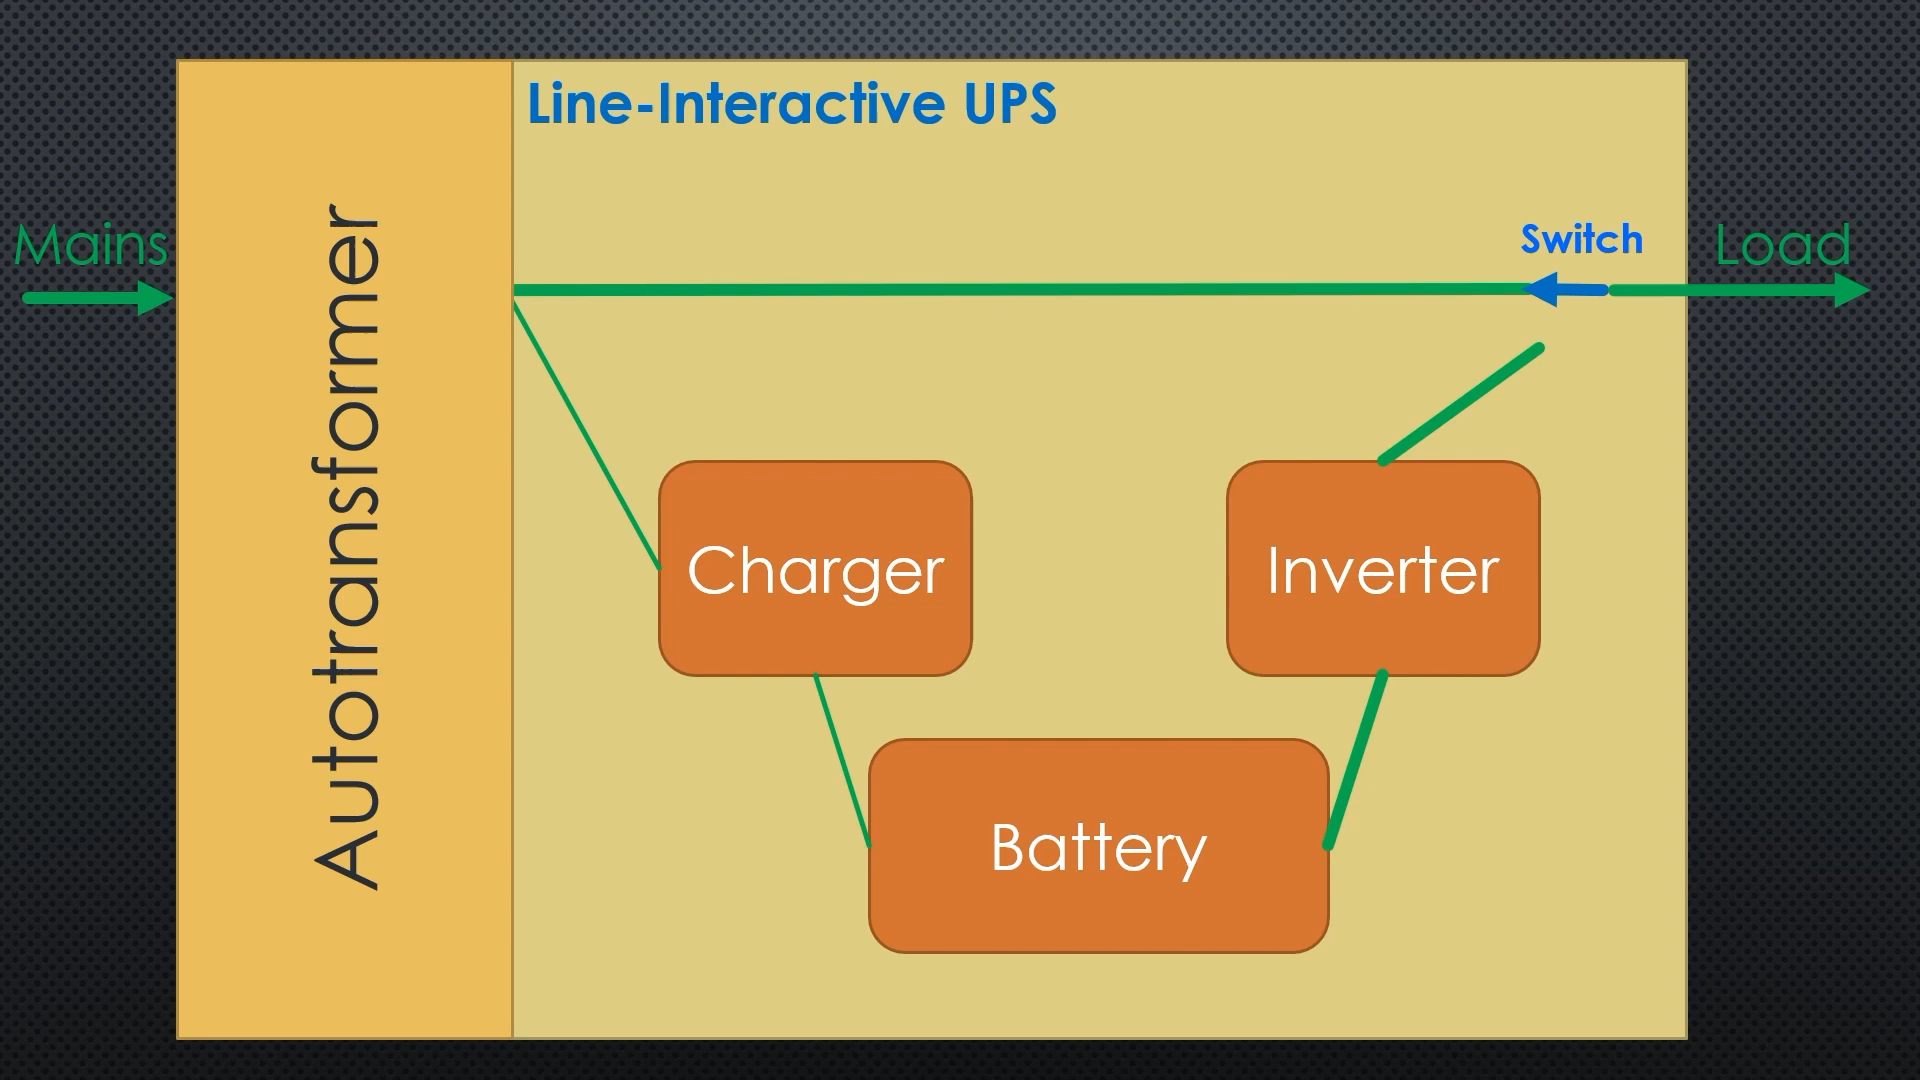 Line-Interactive UPS
Mains
Switch
Load
Autotransformer
Charger
Inverter
Battery